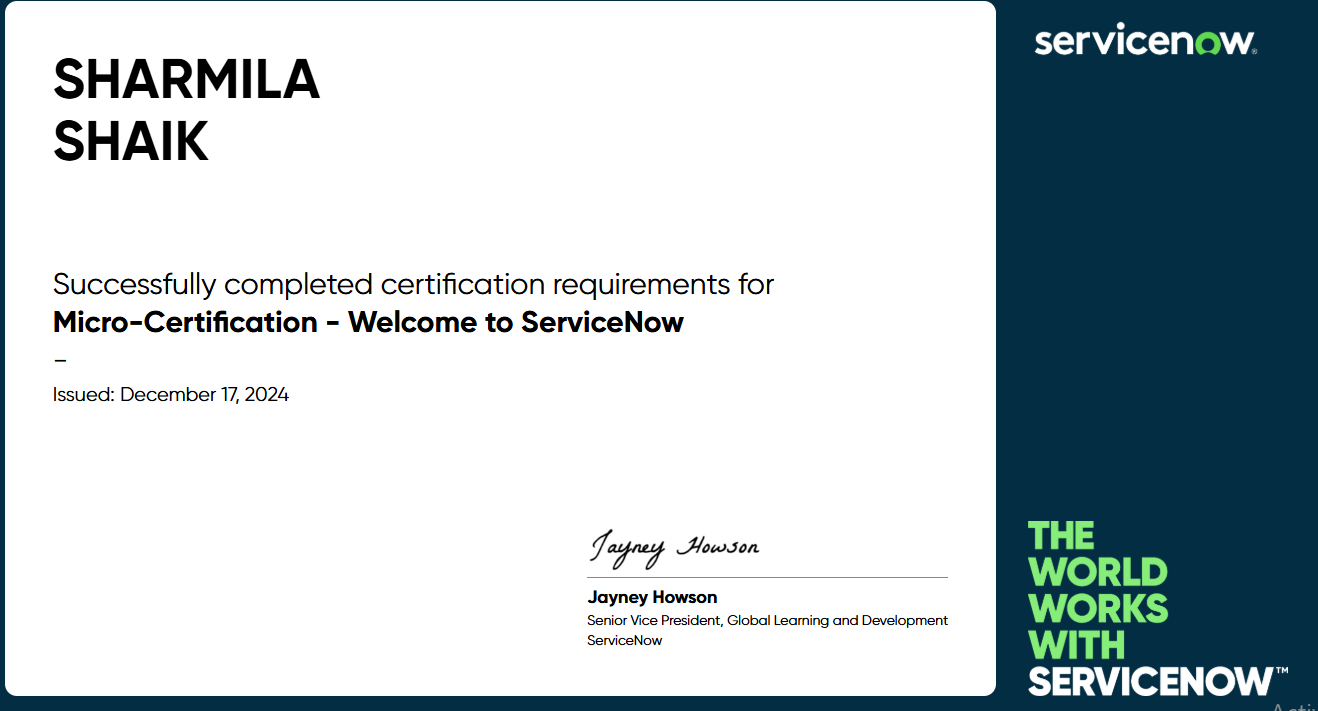 SHARMILA
SHAIK
Successfully completed certification requirements for
Micro-Certification - Welcome to ServiceNow
–
Issued: December 17, 2024
Jayney Howson
Jayney Howson
Senior Vice President, Global Learning and Development
ServiceNow
servicenow®
THE
WORLD
WORKS
WITH
SERVICENOW™